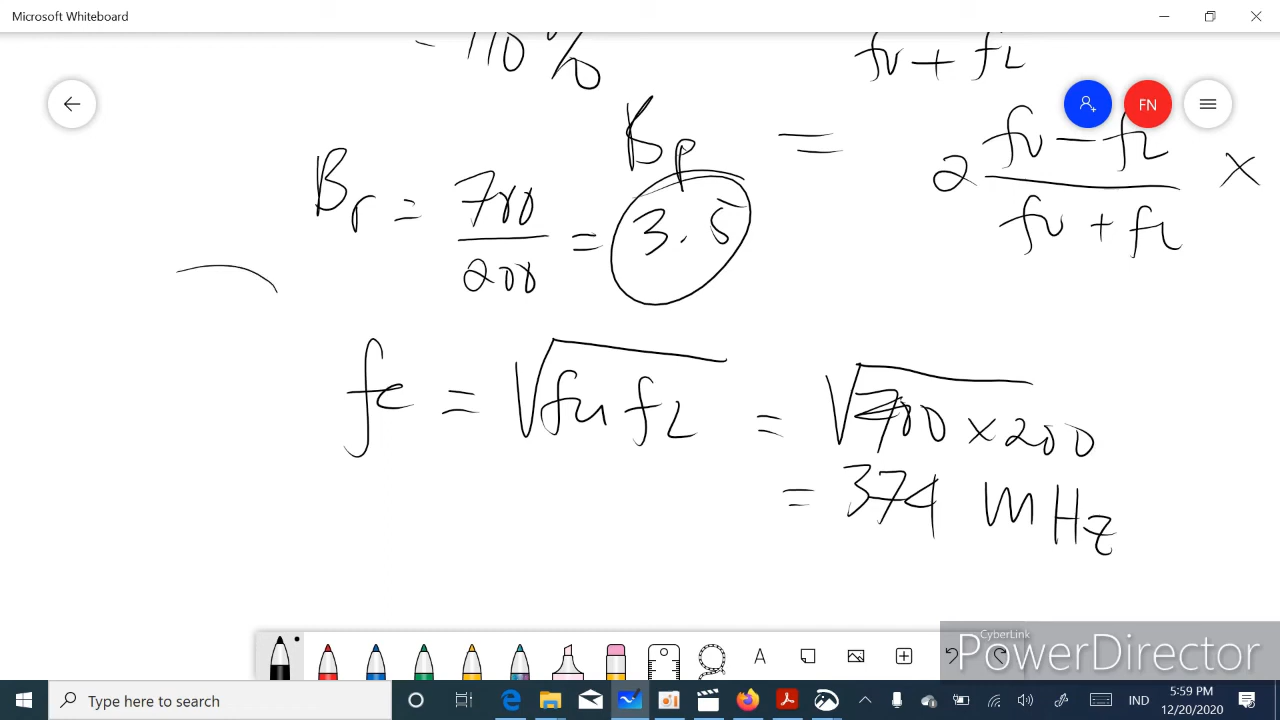 Microsoft Whiteboard
= 110%
fU + fL
FN
Bp = 2 fU - fL / fU + fL ×
Br = 700 / 200 = 3.5
fc = √fu fL = √700 × 200
= 374 MHz
A
CyberLink
PowerDirector
Type here to search
IND
5:59 PM
12/20/2020